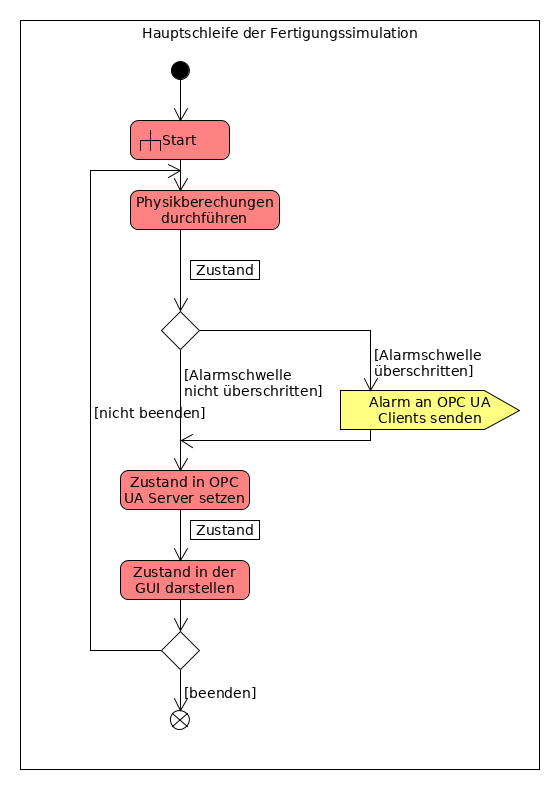 Hauptschleife der Fertigungssimulation
Start
Physikberechungen
durchführen
Zustand
[Alarmschwelle
überschritten]
[Alarmschwelle
nicht überschritten]
Alarm an OPC UA
Clients senden
[nicht beenden]
Zustand in OPC
UA Server setzen
Zustand
Zustand in der
GUI darstellen
[beenden]